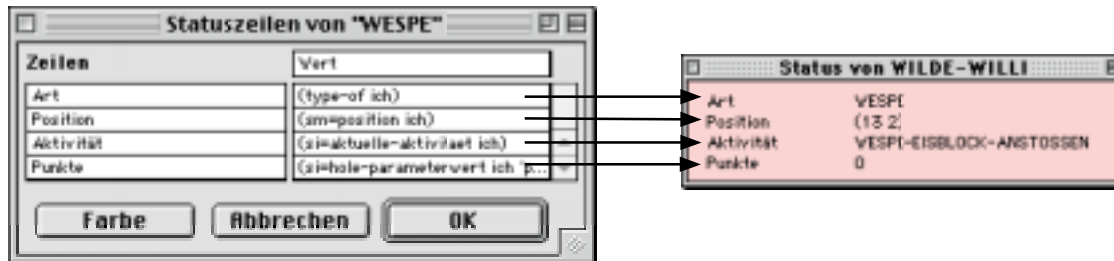 Statuszeilen von "WESPE"
Zeilen Wert
Art (type-of ich)
Position (sm=position ich)
Aktivität (si=aktuelle-aktivitaet ich)
Punkte (si=hole-parameterwert ich 'p...
Farbe Abbrechen OK
Status von WILDE-WILLI
Art WESPE
Position (13 2)
Aktivität WESPE-EISBLOCK-ANSTOSSEN
Punkte 0